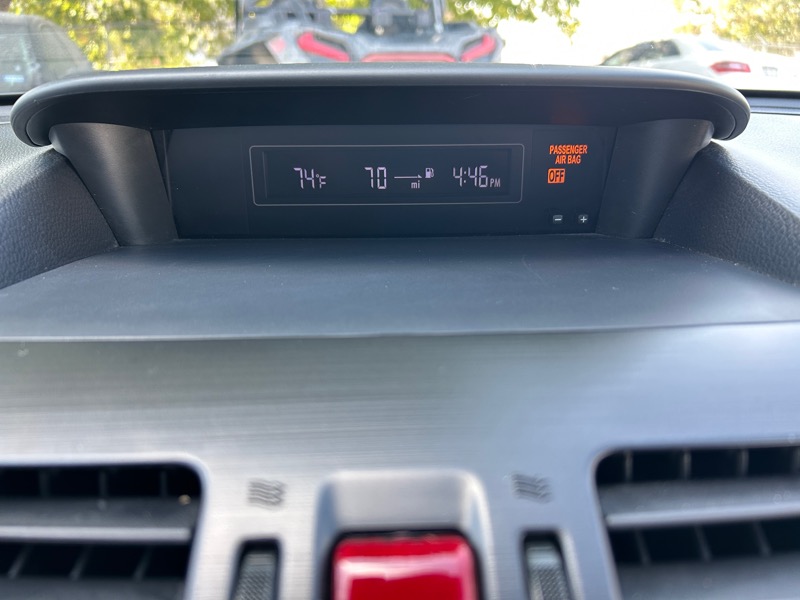 74°F 70 mi 4:46 PM
PASSENGER
AIR BAG
OFF
- +